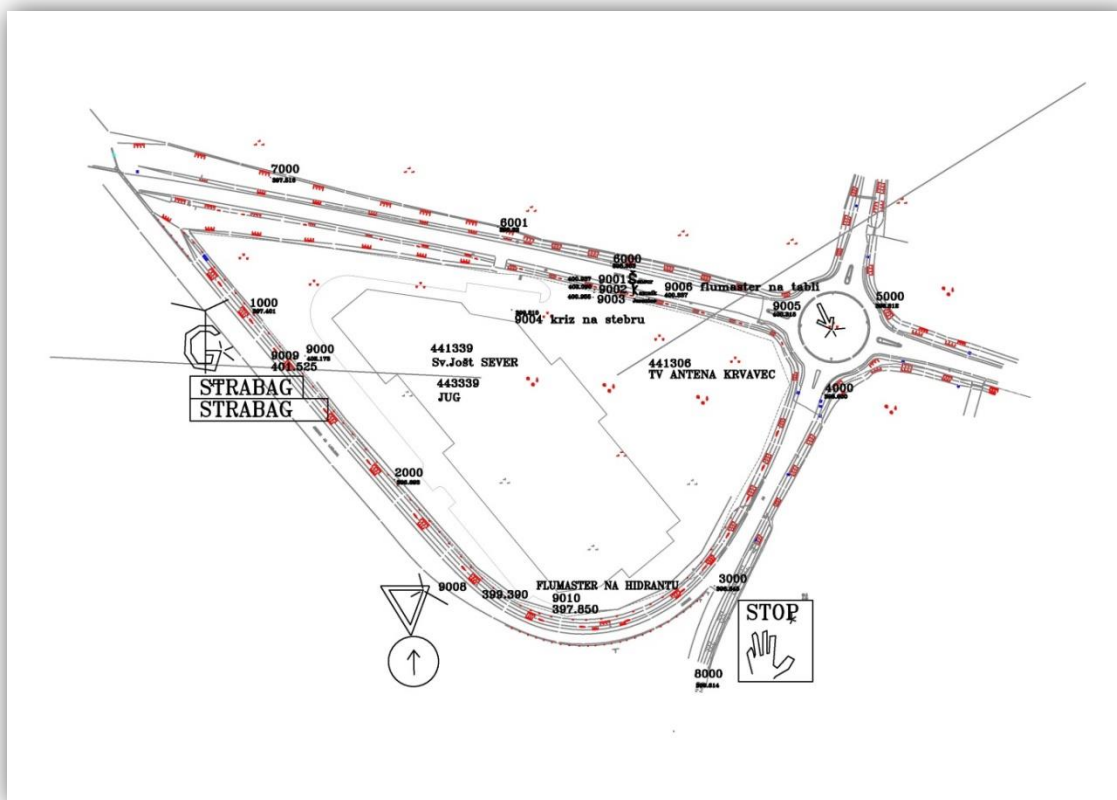 7000
6001
6000
9001
9002
9003
9006 flumaster na tabli
9005
5000
9004 kriz na stebru
1000
9000
9009
401.525
STRABAG
STRABAG
441339
Sv.Jošt SEVER
443339
JUG
441306
TV ANTENA KRVAVEC
4000
2000
FLUMASTER NA HIDRANTU
9008
399.390
9010
397.850
3000
STOP
8000